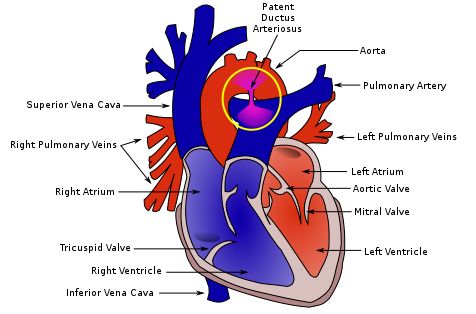 Patent
Ductus
Arteriosus
Aorta
Pulmonary Artery
Superior Vena Cava
Left Pulmonary Veins
Right Pulmonary Veins
Left Atrium
Aortic Valve
Right Atrium
Mitral Valve
Tricuspid Valve
Left Ventricle
Right Ventricle
Inferior Vena Cava